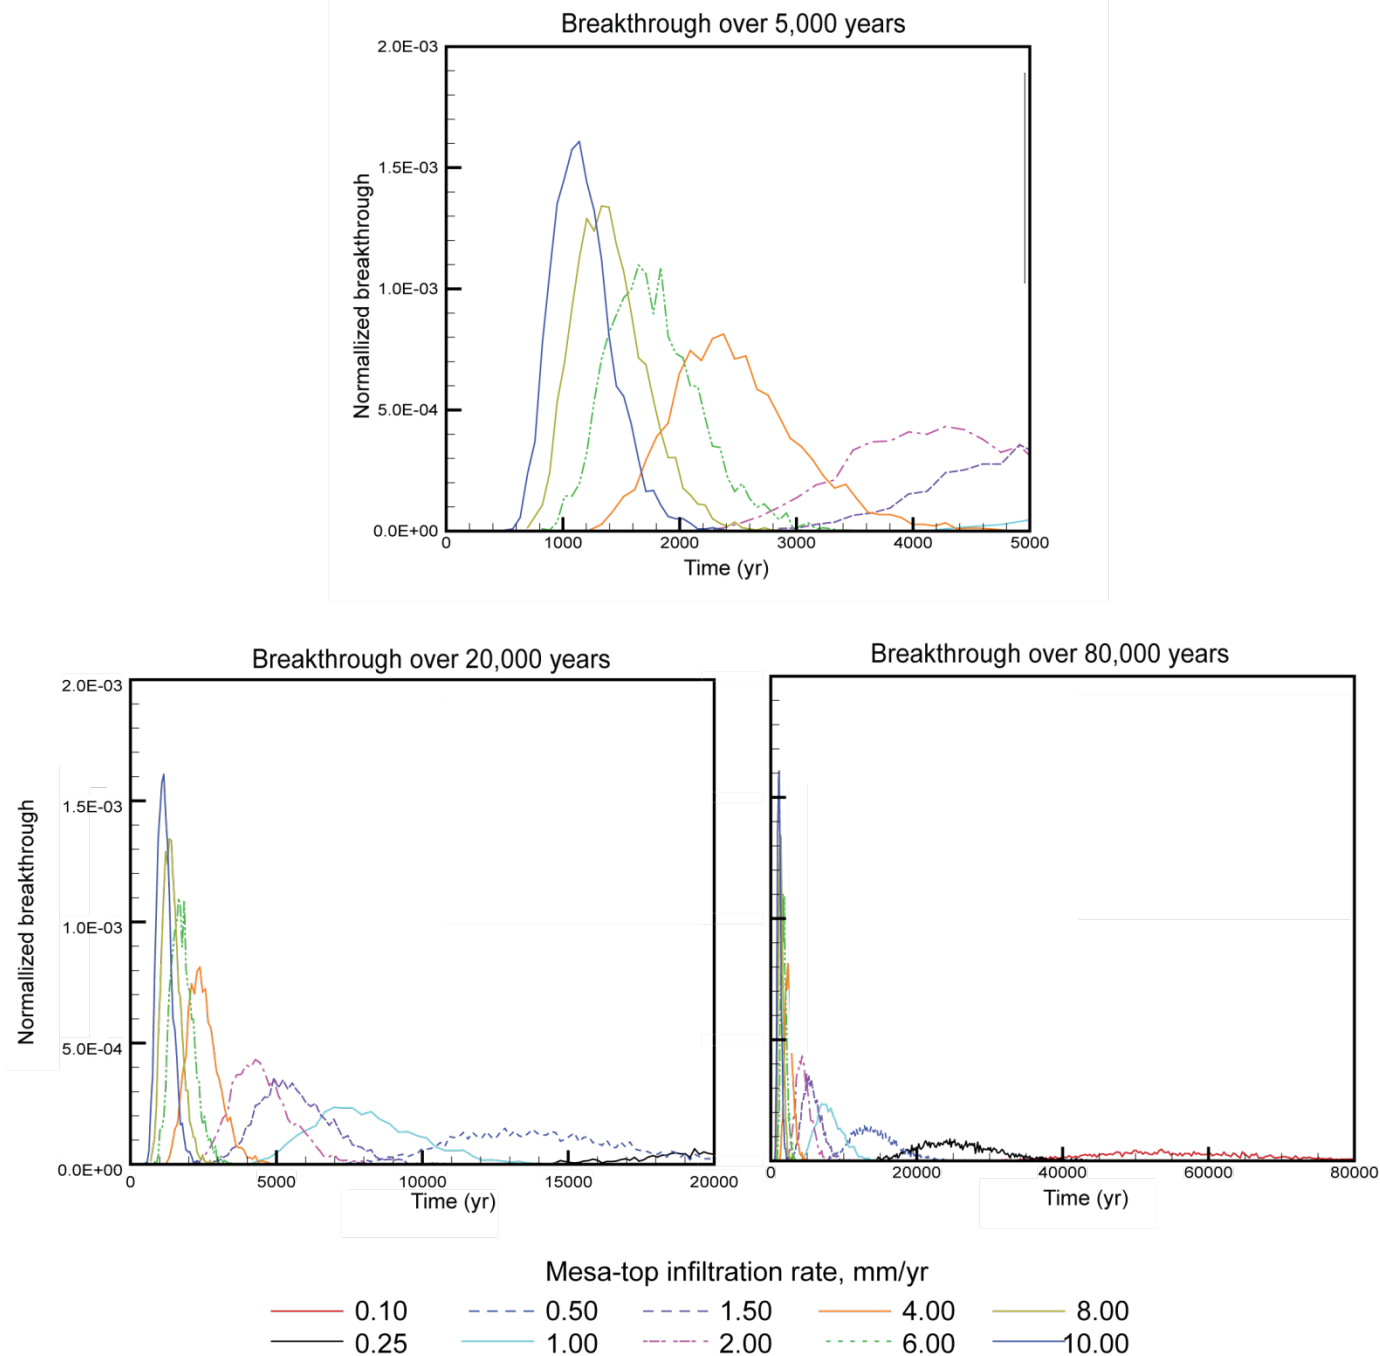 Breakthrough over 5,000 years
2.0E-03
1.5E-03
1.0E-03
5.0E-04
0.0E+00
Normallized breakthrough
0 1000 2000 3000 4000 5000
Time (yr)
Breakthrough over 20,000 years
2.0E-03
1.5E-03
1.0E-03
5.0E-04
0.0E+00
Normallized breakthrough
0 5000 10000 15000 20000
Time (yr)
Breakthrough over 80,000 years
0 20000 40000 60000 80000
Time (yr)
Mesa-top infiltration rate, mm/yr
0.10 0.50 1.50 4.00 8.00
0.25 1.00 2.00 6.00 10.00